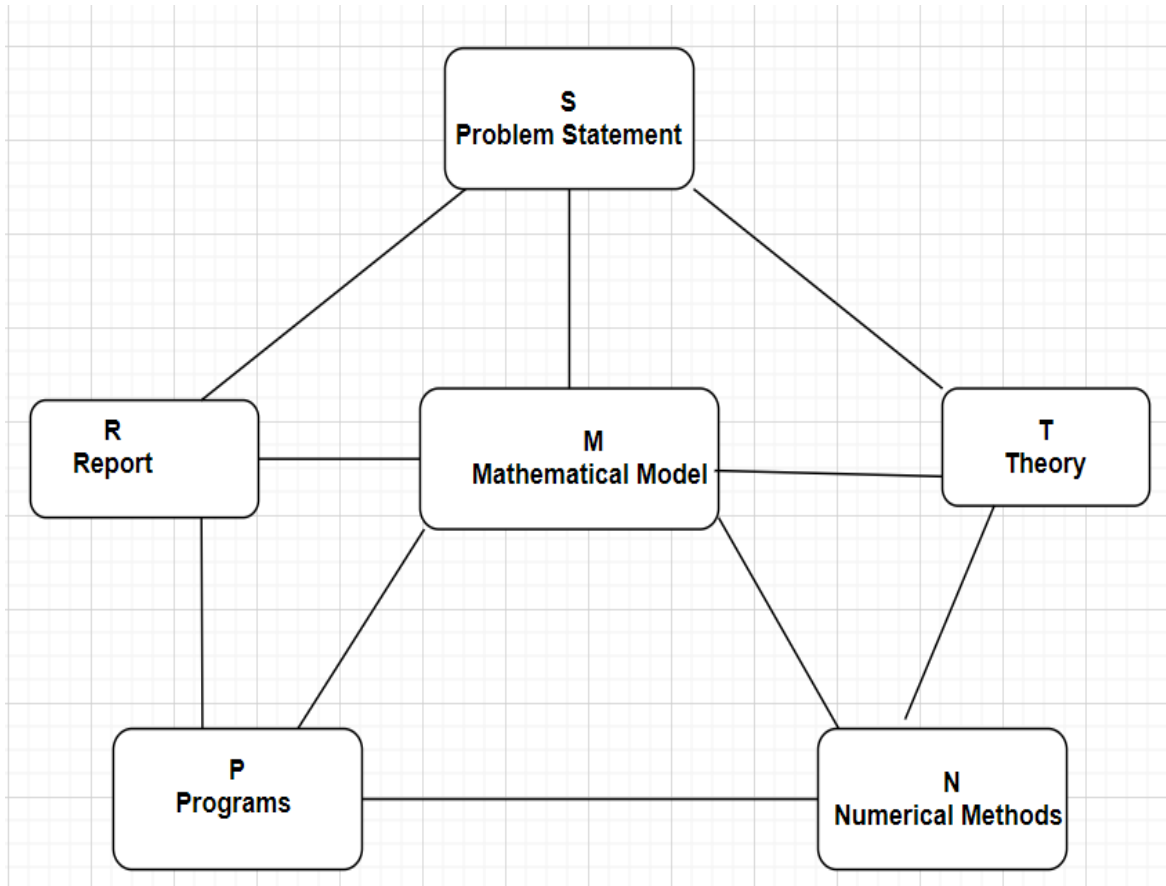 S
Problem Statement
R
Report
M
Mathematical Model
T
Theory
P
Programs
N
Numerical Methods